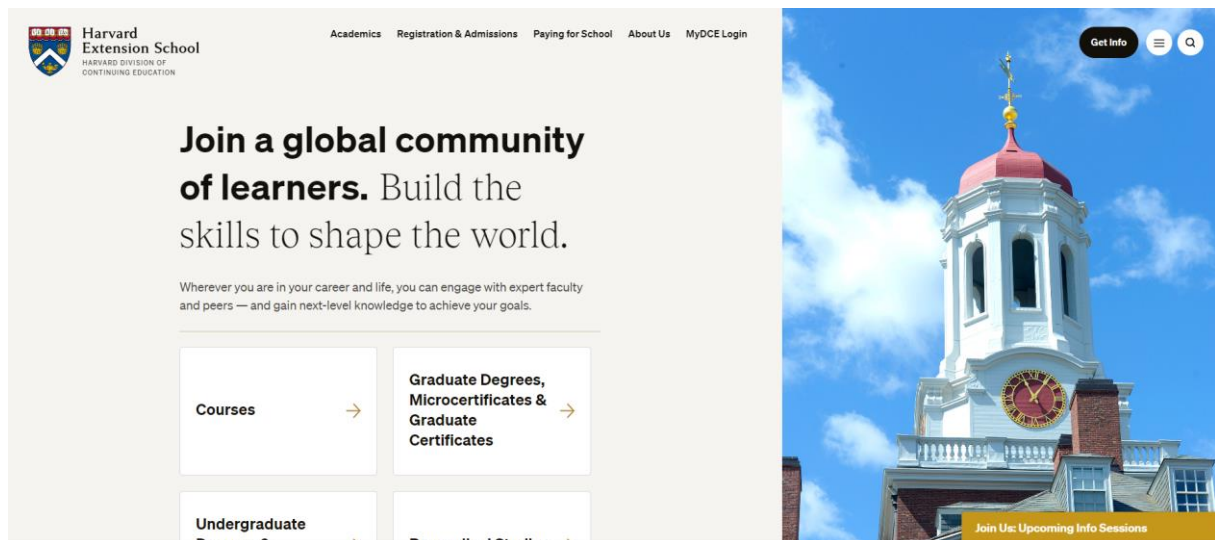 Harvard
Extension School
HARVARD DIVISION OF
CONTINUING EDUCATION
Academics
Registration & Admissions
Paying for School
About Us
MyDCE Login
Get Info
Join a global community
of learners. Build the
skills to shape the world.
Wherever you are in your career and life, you can engage with expert faculty
and peers — and gain next-level knowledge to achieve your goals.
Courses
Graduate Degrees,
Microcertificates &
Graduate
Certificates
Undergraduate
Join Us: Upcoming Info Sessions